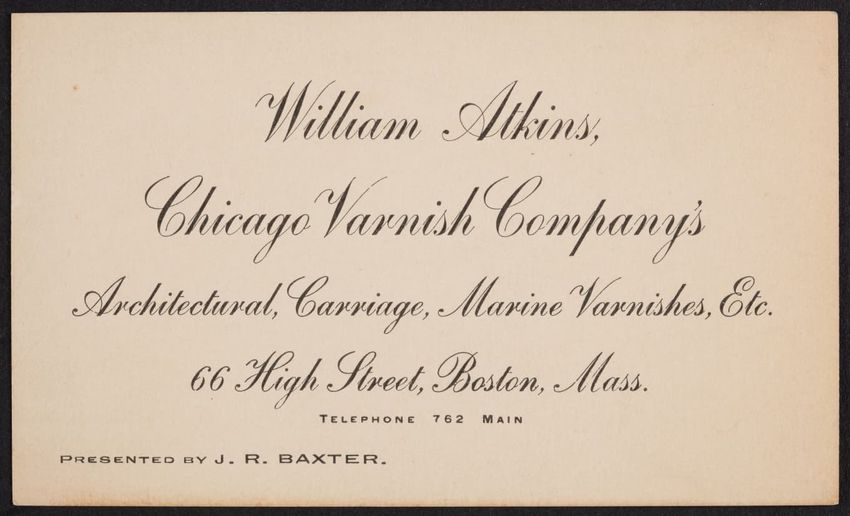 William Atkins,
Chicago Varnish Company's
Architectural, Carriage, Marine Varnishes, Etc.
66 High Street, Boston, Mass.
TELEPHONE 762 MAIN
PRESENTED BY J. R. BAXTER.